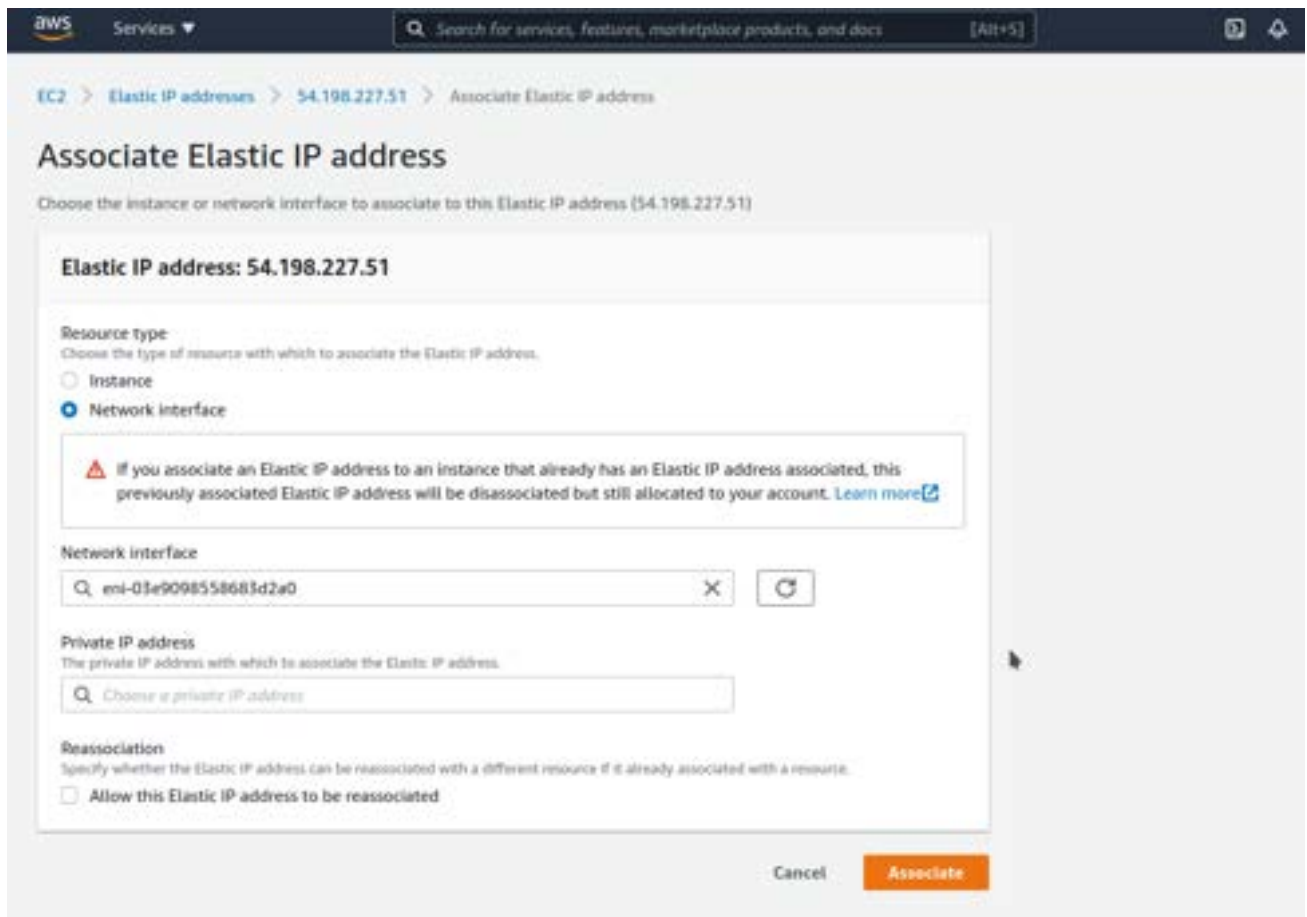 aws Services ▼ Search for services, features, marketplace products, and docs [Alt+S]
EC2 > Elastic IP addresses > 54.198.227.51 > Associate Elastic IP address
Associate Elastic IP address
Choose the instance or network interface to associate to this Elastic IP address (54.198.227.51)
Elastic IP address: 54.198.227.51
Resource type
Choose the type of resource with which to associate the Elastic IP address.
Instance
Network interface
If you associate an Elastic IP address to an instance that already has an Elastic IP address associated, this
previously associated Elastic IP address will be disassociated but still allocated to your account. Learn more
Network interface
eni-03e9098558683d2a0
Private IP address
The private IP address with which to associate the Elastic IP address.
Choose a private IP address
Reassociation
Specify whether the Elastic IP address can be reassociated with a different resource if it already associated with a resource.
Allow this Elastic IP address to be reassociated
Cancel Associate